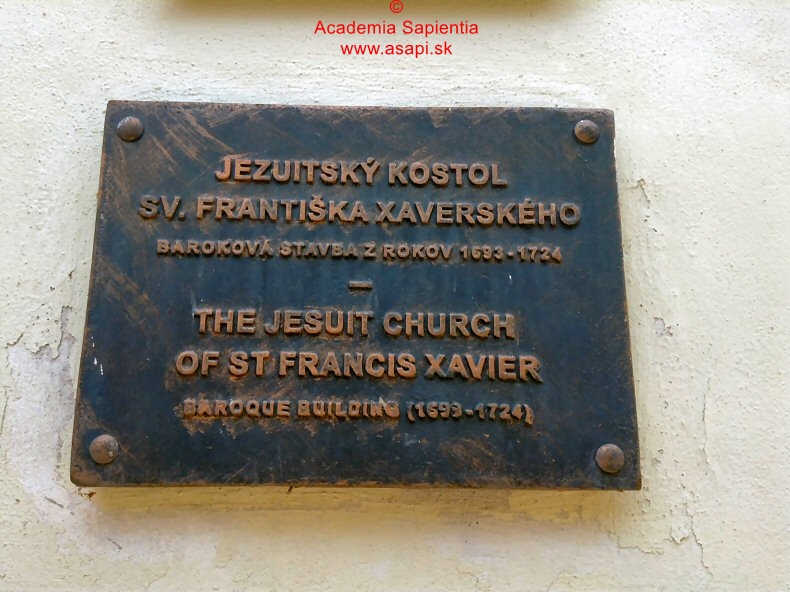 ©
Academia Sapientia
www.asapi.sk
JEZUITSKÝ KOSTOL
SV. FRANTIŠKA XAVERSKÉHO
BAROKOVÁ STAVBA Z ROKOV 1693-1724
–
THE JESUIT CHURCH
OF ST FRANCIS XAVIER
BAROQUE BUILDING (1693-1724)